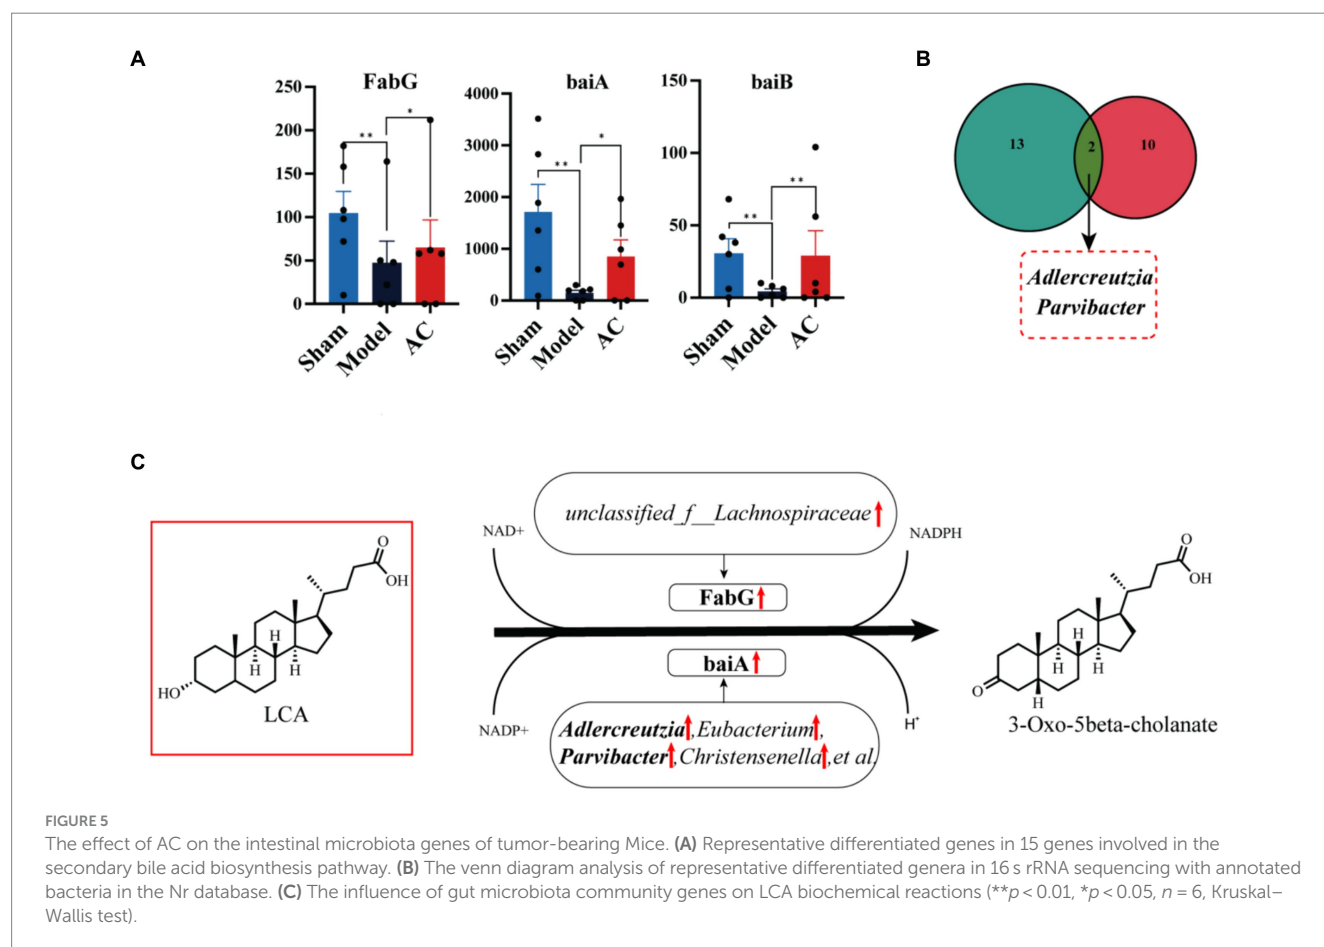 A
B
FabG
250
200
150
100
50
0
**
*
Sham
Model
AC
baiA
4000
3000
2000
1000
0
**
*
Sham
Model
AC
baiB
150
100
50
0
**
**
Sham
Model
AC
13
2
10
Adlercreutzia
Parvibacter
C
HO
H
H
H
O
OH
LCA
NAD+
NADP+
unclassified_f__Lachnospiraceae
FabG
baiA
Adlercreutzia,Eubacterium,
Parvibacter,Christensenella,et al.
NADPH
H+
O
H
H
H
H
O
OH
3-Oxo-5beta-cholanate
FIGURE 5
The effect of AC on the intestinal microbiota genes of tumor-bearing Mice. (A) Representative differentiated genes in 15 genes involved in the
secondary bile acid biosynthesis pathway. (B) The venn diagram analysis of representative differentiated genera in 16 s rRNA sequencing with annotated
bacteria in the Nr database. (C) The influence of gut microbiota community genes on LCA biochemical reactions (**p < 0.01, *p < 0.05, n = 6, Kruskal–
Wallis test).